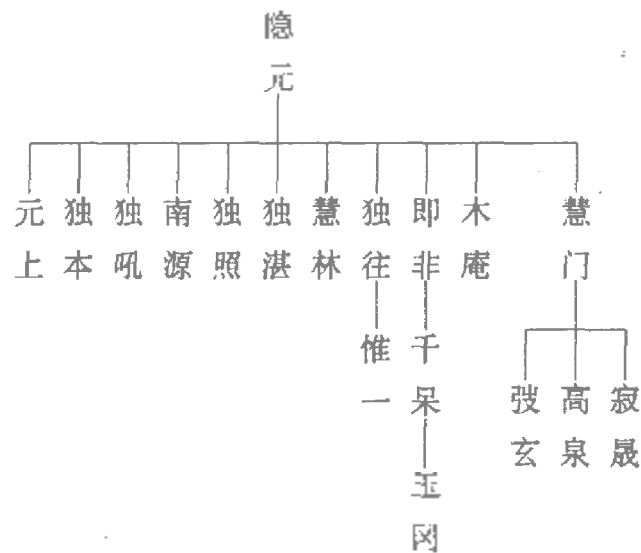 隐元
元上
独本
独吼
南源
独照
独湛
慧林
独往
即非
木庵
慧门
惟一
千呆
弢玄
高泉
寂晟
玉冈